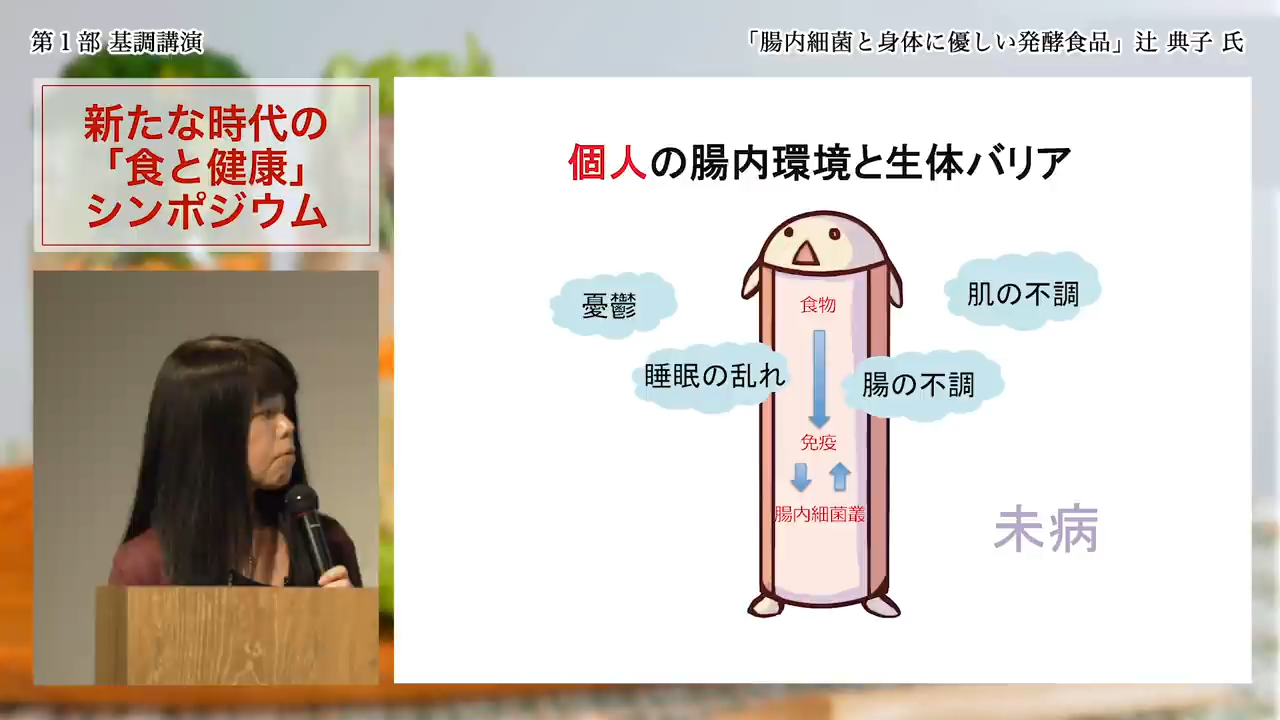 第1部 基調講演
「腸内細菌と身体に優しい発酵食品」辻 典子 氏
新たな時代の
「食と健康」
シンポジウム
個人の腸内環境と生体バリア
憂鬱
睡眠の乱れ
肌の不調
腸の不調
食物
免疫
腸内細菌叢
未病